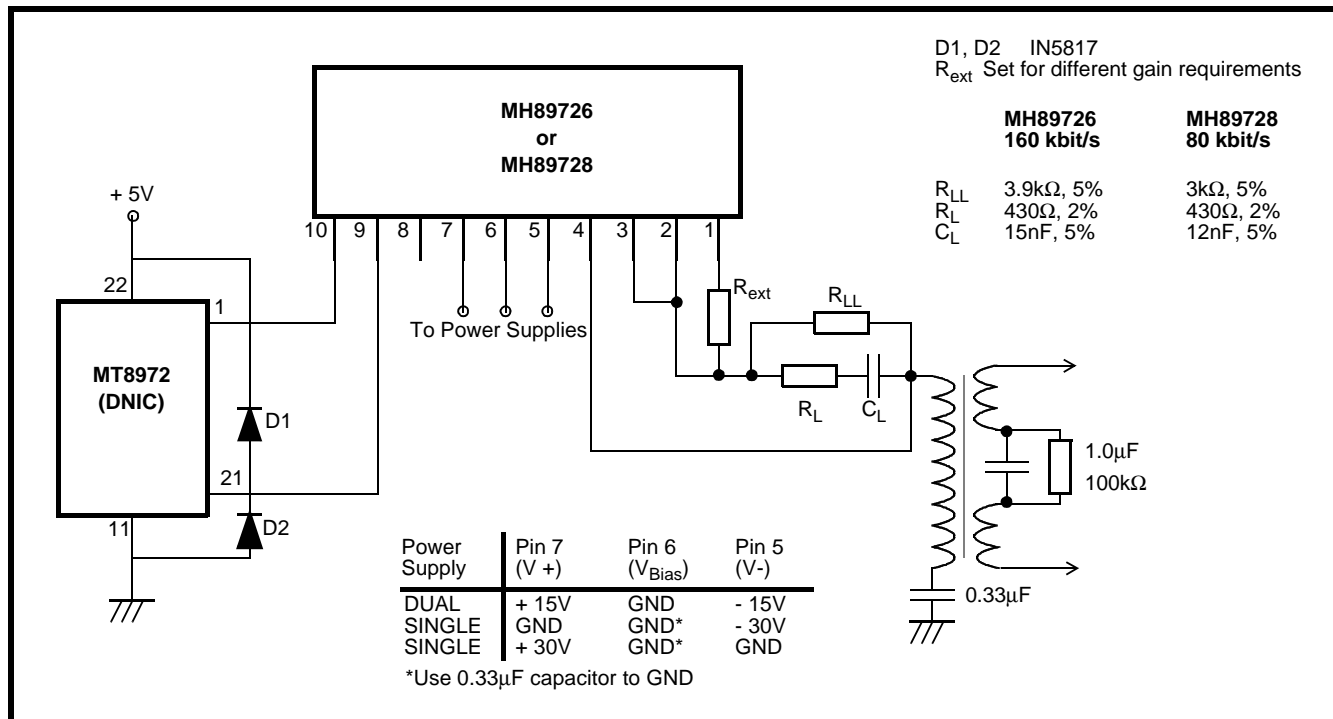 D1, D2 IN5817
Rext Set for different gain requirements
MH89726 MH89728
160 kbit/s 80 kbit/s
RLL 3.9kΩ, 5% 3kΩ, 5%
RL 430Ω, 2% 430Ω, 2%
CL 15nF, 5% 12nF, 5%
MH89726
or
MH89728
+ 5V
10 9 8 7 6 5 4 3 2 1
22
1
Rext
RLL
To Power Supplies
MT8972
(DNIC)
D1
RL CL
1.0µF
100kΩ
21
11
D2
Power Pin 7 Pin 6 Pin 5
Supply (V +) (VBias) (V-)
DUAL + 15V GND - 15V
SINGLE GND GND* - 30V
SINGLE + 30V GND* GND
*Use 0.33µF capacitor to GND
0.33µF